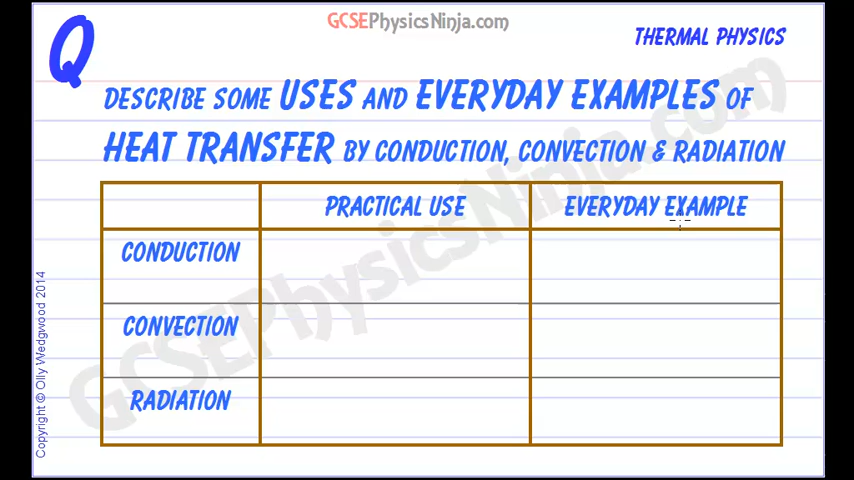 GCSEPhysicsNinja.com
Q
THERMAL PHYSICS
DESCRIBE SOME USES AND EVERYDAY EXAMPLES OF
HEAT TRANSFER BY CONDUCTION, CONVECTION & RADIATION
PRACTICAL USE
EVERYDAY EXAMPLE
CONDUCTION
CONVECTION
RADIATION
GCSEPhysicsNinja.com
Copyright © Olly Wedgwood 2014